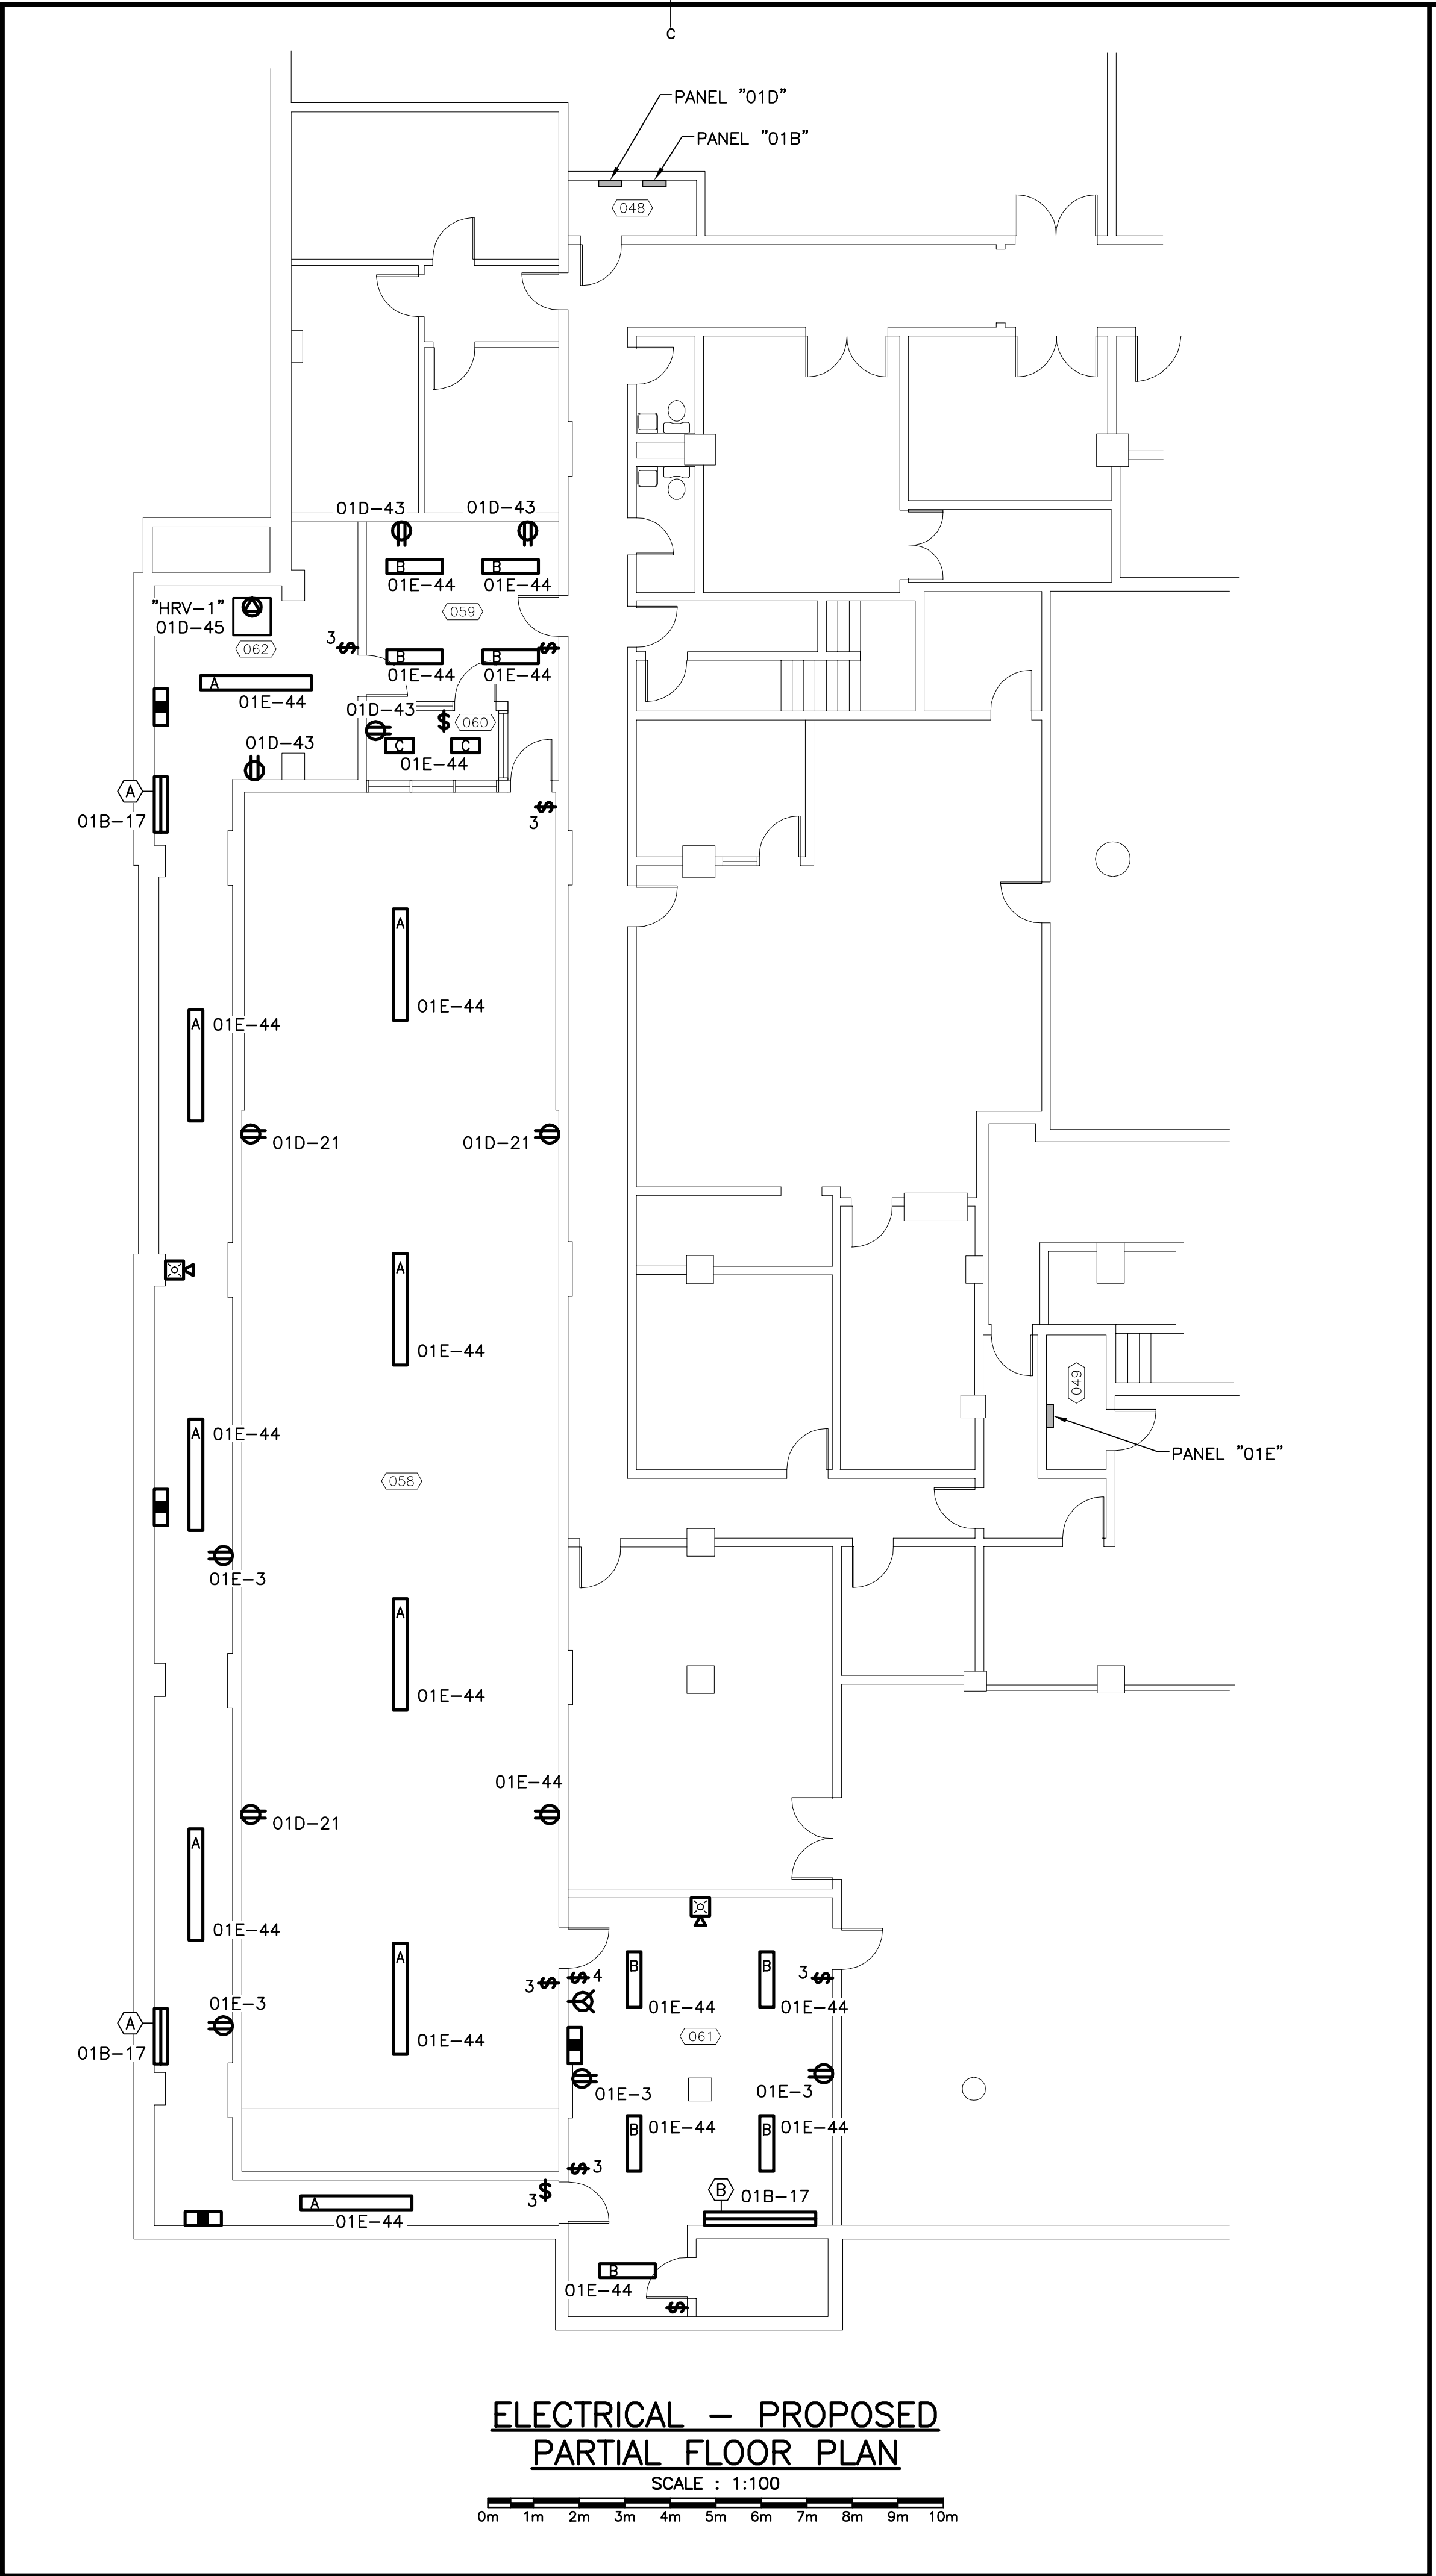 C
PANEL "01D"
PANEL "01B"
048
01D-43 01D-43
B B
01E-44 01E-44
"HRV-1"
01D-45
059
062
3 $ $
B B
01E-44 01E-44
A
01E-44
01D-43
$ 060
01D-43
C C
01E-44
A
01B-17
$
3
A
01E-44
A
01E-44
01D-21 01D-21
A
01E-44
049
PANEL "01E"
A
01E-44
058
01E-3
A
01E-44
01E-44
01D-21
A
01E-44
A
01E-44
B B
3 $ $ 4 3 $
01E-44 01E-44
01E-3
A
01B-17
061
01E-3 01E-3
B B
01E-44 01E-44
$ 3
3 $
B
01B-17
A
01E-44
B
01E-44
$
ELECTRICAL - PROPOSED
PARTIAL FLOOR PLAN
SCALE : 1:100
0m 1m 2m 3m 4m 5m 6m 7m 8m 9m 10m